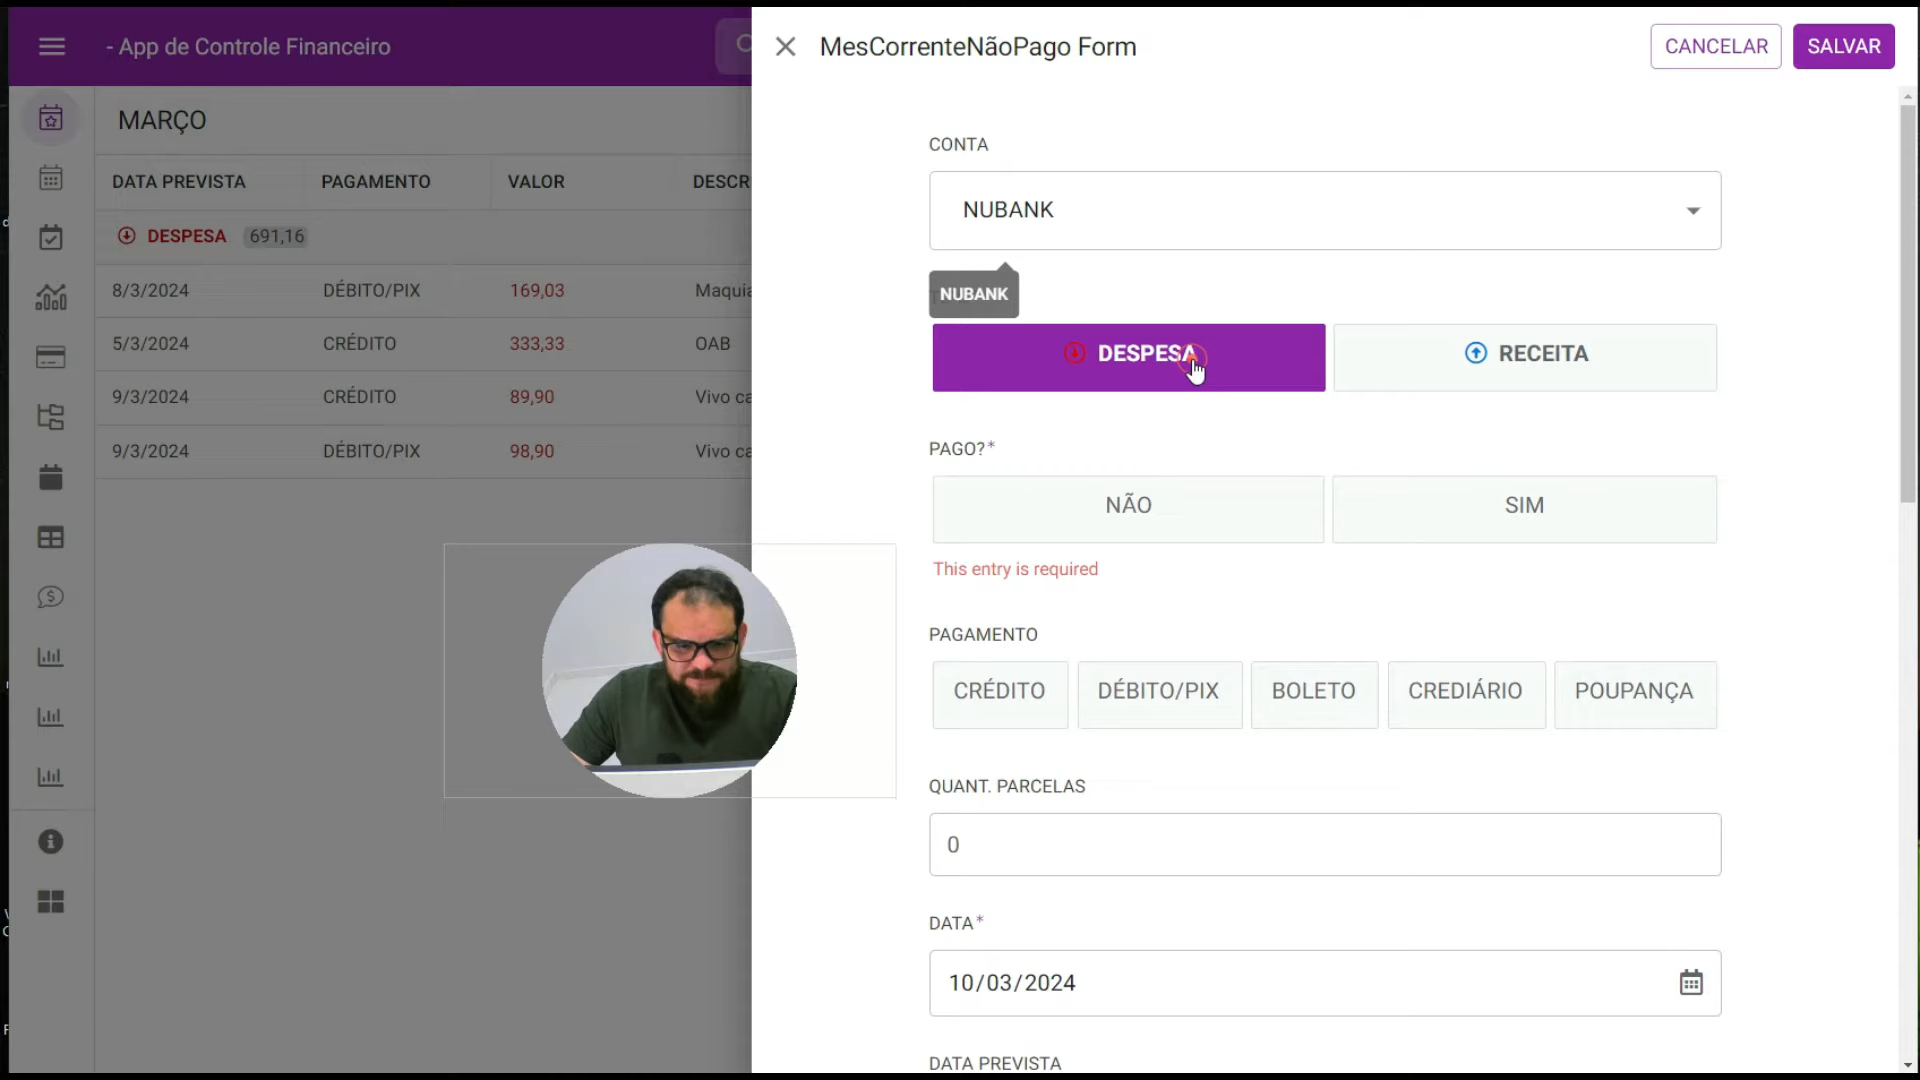 - App de Controle Financeiro
MARÇO
DATA PREVISTA PAGAMENTO VALOR DESCR
DESPESA 691,16
8/3/2024 DÉBITO/PIX 169,03 Maquia
5/3/2024 CRÉDITO 333,33 OAB
9/3/2024 CRÉDITO 89,90 Vivo ca
9/3/2024 DÉBITO/PIX 98,90 Vivo ca
MesCorrenteNãoPago Form
CANCELAR SALVAR
CONTA
NUBANK
NUBANK
DESPESA RECEITA
PAGO?*
NÃO SIM
This entry is required
PAGAMENTO
CRÉDITO DÉBITO/PIX BOLETO CREDIÁRIO POUPANÇA
QUANT. PARCELAS
0
DATA*
10/03/2024
DATA PREVISTA